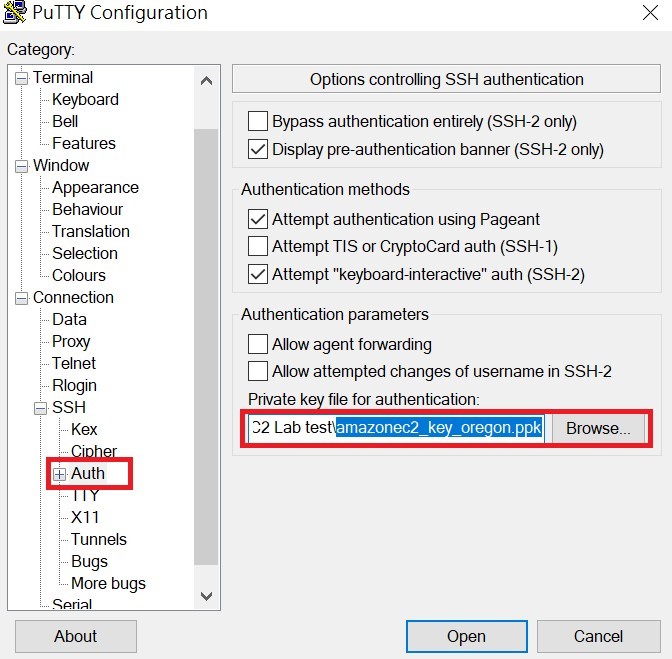 PuTTY Configuration
Category:
Terminal
Keyboard
Bell
Features
Window
Appearance
Behaviour
Translation
Selection
Colours
Connection
Data
Proxy
Telnet
Rlogin
SSH
Kex
Cipher
Auth
TTY
X11
Tunnels
Bugs
More bugs
Serial
Options controlling SSH authentication
Bypass authentication entirely (SSH-2 only)
Display pre-authentication banner (SSH-2 only)
Authentication methods
Attempt authentication using Pageant
Attempt TIS or CryptoCard auth (SSH-1)
Attempt "keyboard-interactive" auth (SSH-2)
Authentication parameters
Allow agent forwarding
Allow attempted changes of username in SSH-2
Private key file for authentication:
C2 Lab test\amazonec2_key_oregon.ppk Browse...
About Open Cancel